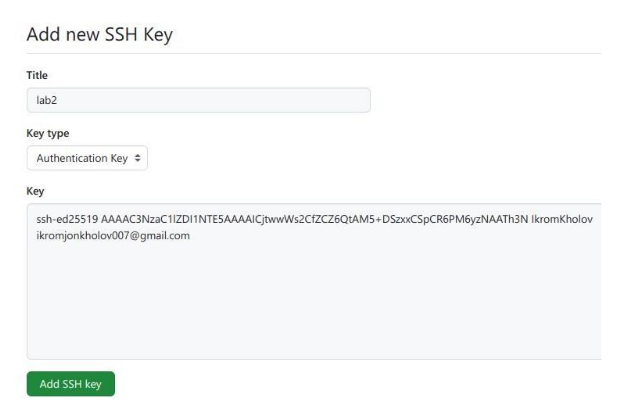 Add new SSH Key
Title
lab2
Key type
Authentication Key
Key
ssh-ed25519 AAAAC3NzaC1lZDI1NTE5AAAAICjtwwWs2CfZCZ6QtAM5+DSzxxCSpCR6PM6yzNAATh3N IkromKholov
ikromjonkholov007@gmail.com
Add SSH key